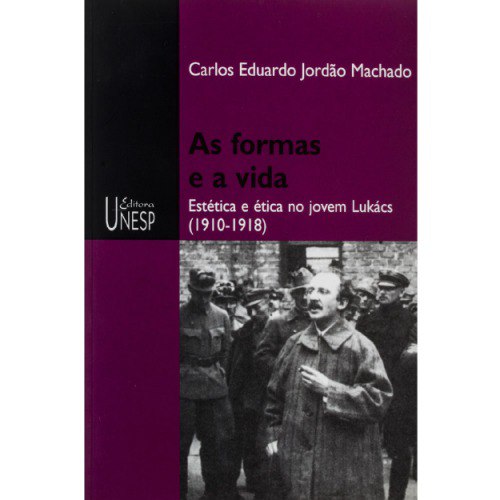 Carlos Eduardo Jordão Machado
As formas
e a vida
Estética e ética no jovem Lukács
(1910-1918)
Editora
UNESP